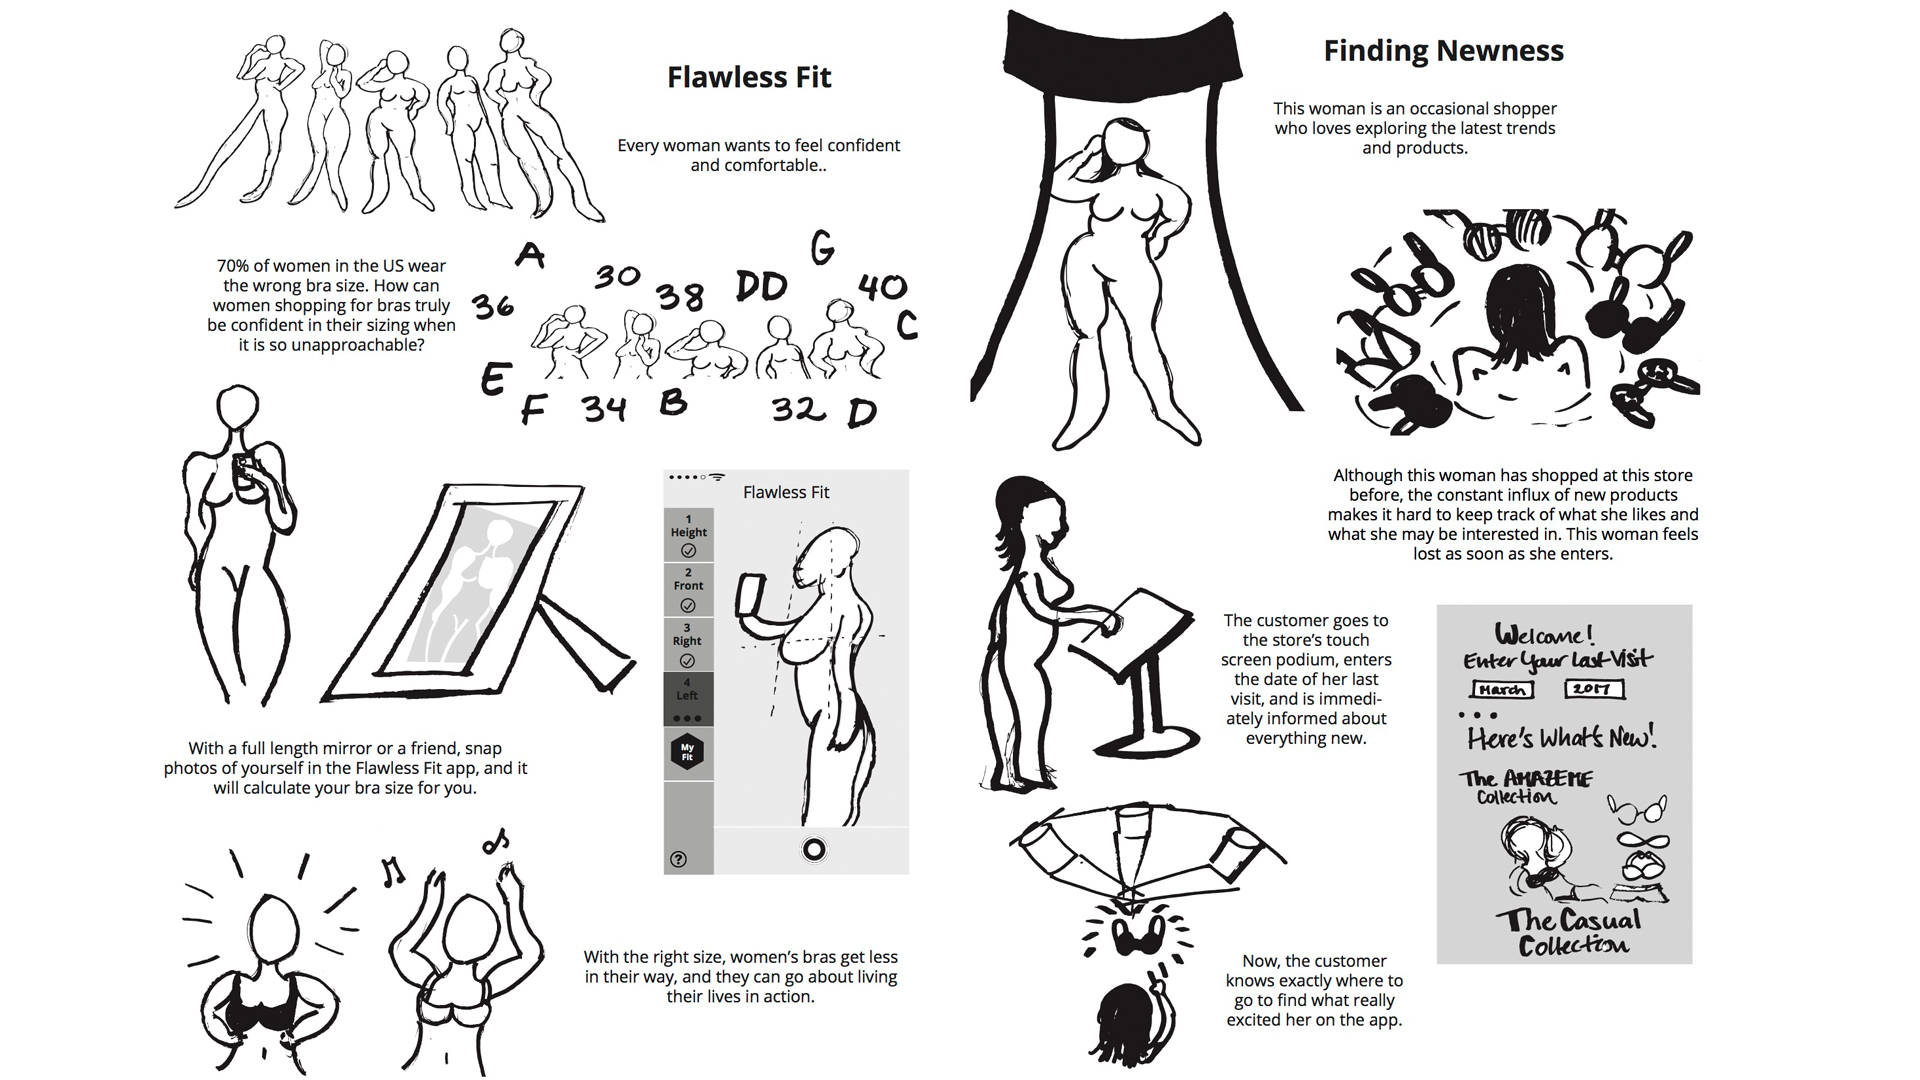 Flawless Fit
Every woman wants to feel confident
and comfortable..
70% of women in the US wear
the wrong bra size. How can
women shopping for bras truly
be confident in their sizing when
it is so unapproachable?
A
G
30
38
DD
40
36
C
E
F
34
B
32
D
With a full length mirror or a friend, snap
photos of yourself in the Flawless Fit app, and it
will calculate your bra size for you.
Flawless Fit
1
Height
2
Front
3
Right
4
Left
My
Fit
?
With the right size, women's bras get less
in their way, and they can go about living
their lives in action.
Finding Newness
This woman is an occasional shopper
who loves exploring the latest trends
and products.
Although this woman has shopped at this store
before, the constant influx of new products
makes it hard to keep track of what she likes and
what she may be interested in. This woman feels
lost as soon as she enters.
The customer goes to
the store's touch
screen podium, enters
the date of her last
visit, and is immedi-
ately informed about
everything new.
Welcome!
Enter Your Last Visit
March 2017
Here's What's New!
The AMAZEME
Collection
The Casual
Collection
Now, the customer
knows exactly where to
go to find what really
excited her on the app.